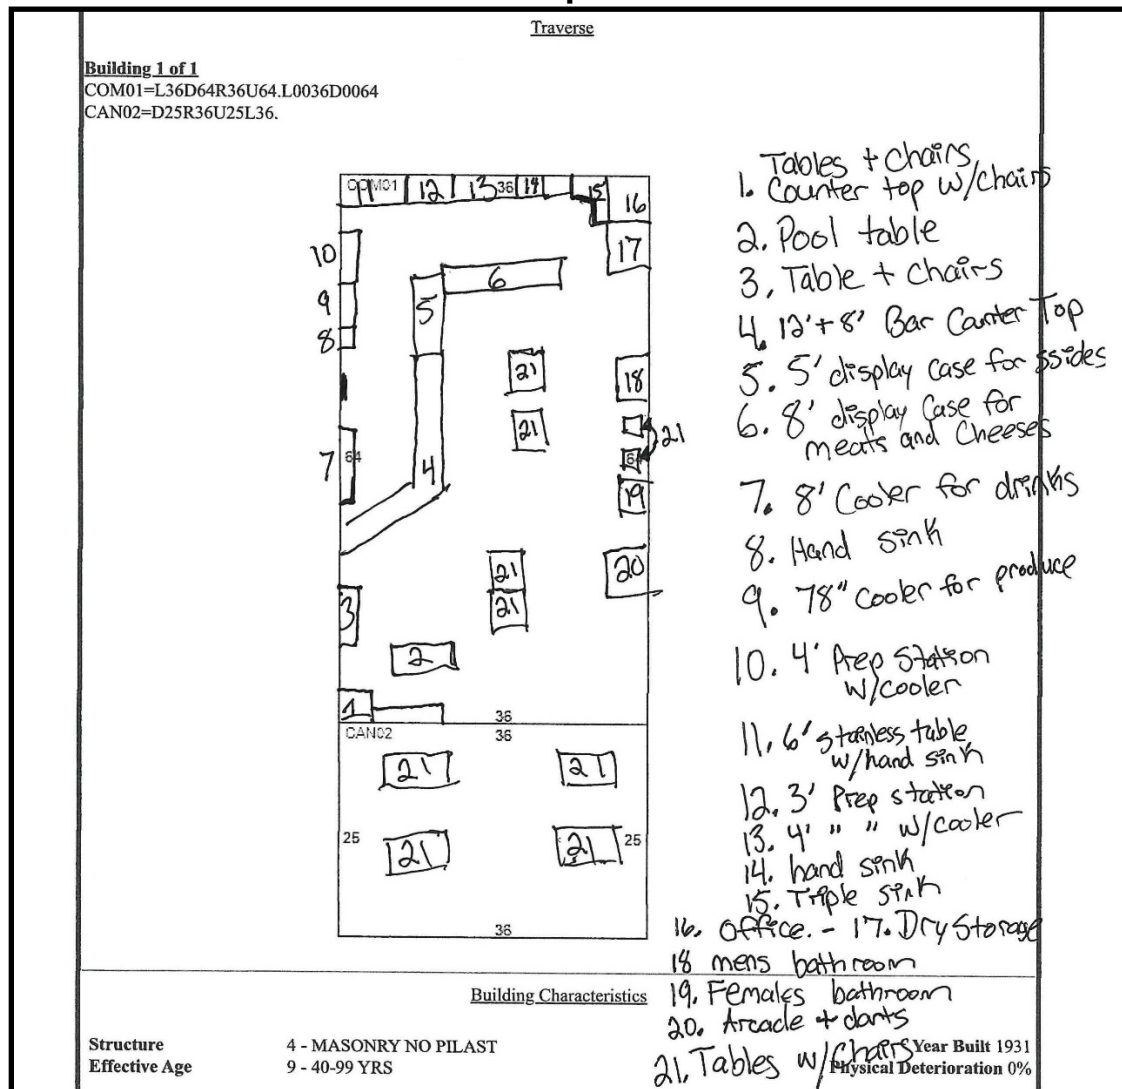 Traverse
Building 1 of 1
COM01=L36D64R36U64.L0036D0064
CAN02=D25R36U25L36.
COM01 11 12 13 36 14 15 16
10 17
9 5 6
8
21 18
21 21
7 64 4 64
19
21 20
3 21
2
1 36
CAN02 36
21 21
25 21 21 25
36
Tables + chairs
1. Counter top w/chairs
2. Pool table
3. Table + chairs
4. 12' + 8' Bar Counter Top
5. 5' display case for ssides
6. 8' display Case for
meats and Cheeses
7. 8' Cooler for drinks
8. Hand sink
9. 78" cooler for produce
10. 4' Prep Station
w/cooler
11. 6' stainless table
w/hand sink
12. 3' Prep station
13. 4' " " w/cooler
14. hand sink
15. Triple sink
16. office. - 17. Dry Storage
18 mens bathroom
Building Characteristics 19. Females bathroom
20. Arcade + darts
21. Tables w/chairs
Structure 4 - MASONRY NO PILAST Year Built 1931
Effective Age 9 - 40-99 YRS Physical Deterioration 0%